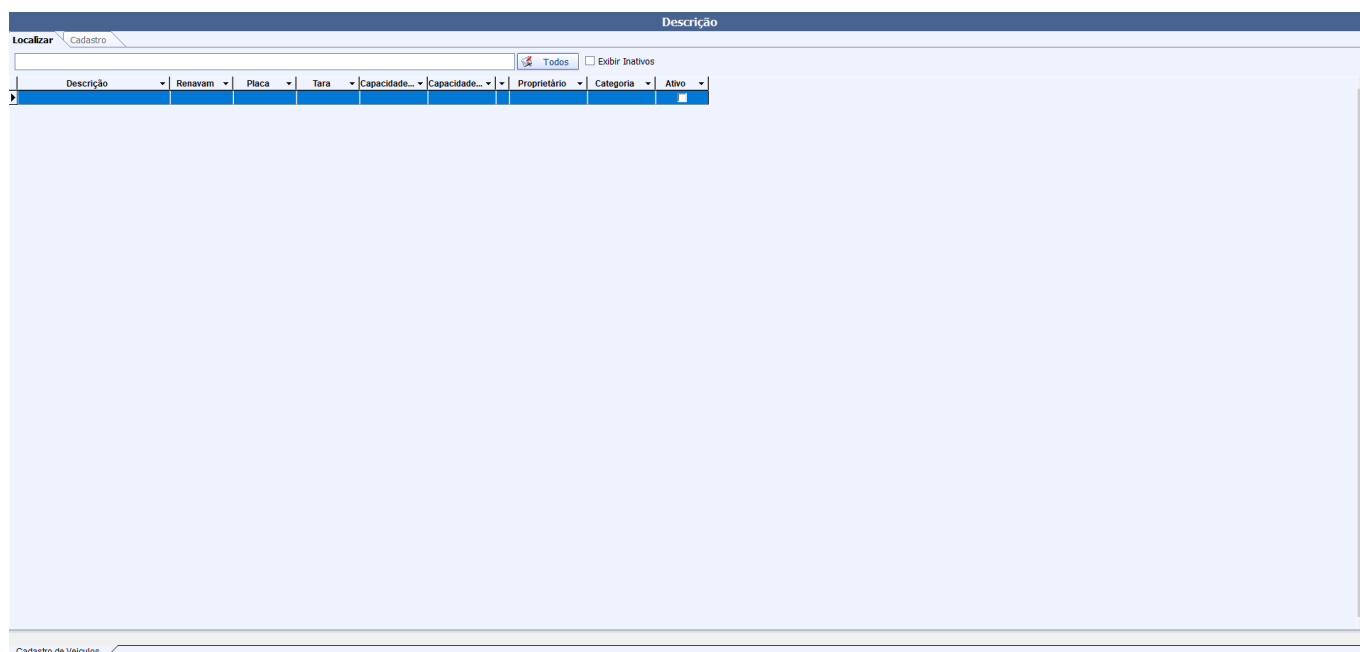 Descrição
Localizar Cadastro
Todos Exibir Inativos
Descrição Renavam Placa Tara Capacidade... Capacidade... Proprietário Categoria Ativo
Cadastro de Veiculos